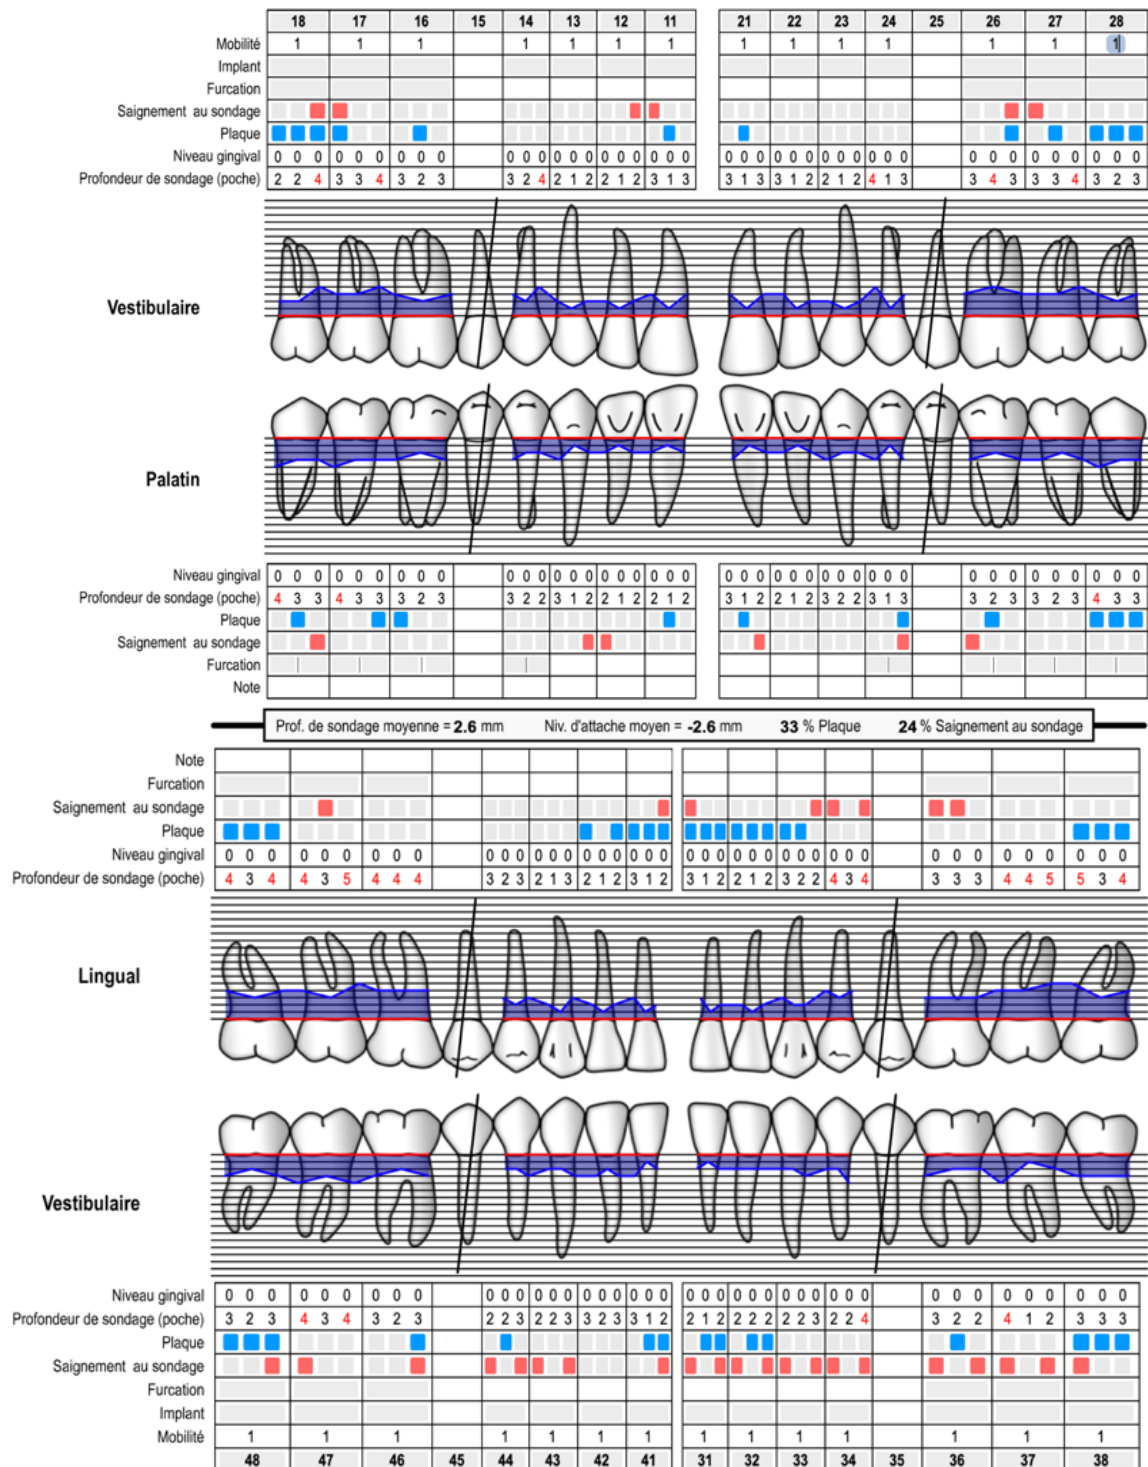 18 17 16 15 14 13 12 11 21 22 23 24 25 26 27 28
Mobilité 1 1 1 1 1 1 1 1 1 1 1 1 1 1
Implant
Furcation
Saignement au sondage
Plaque
Niveau gingival 0 0 0 0 0 0 0 0 0 0 0 0 0 0 0 0 0 0 0 0 0 0 0 0 0 0 0 0 0 0 0 0 0 0 0 0 0 0 0 0 0 0
Profondeur de sondage (poche) 2 2 4 3 3 4 3 2 3 3 2 4 2 1 2 2 1 2 3 1 3 3 1 3 3 1 2 2 1 2 4 1 3 3 4 3 3 3 4 3 2 3
Vestibulaire
Palatin
Niveau gingival 0 0 0 0 0 0 0 0 0 0 0 0 0 0 0 0 0 0 0 0 0 0 0 0 0 0 0 0 0 0 0 0 0 0 0 0 0 0 0 0 0 0
Profondeur de sondage (poche) 4 3 3 4 3 3 3 2 3 3 2 2 3 1 2 2 1 2 2 1 2 3 1 2 2 1 2 3 2 2 3 1 3 3 2 3 3 2 3 4 3 3
Plaque
Saignement au sondage
Furcation
Note
Prof. de sondage moyenne = 2.6 mm Niv. d'attache moyen = -2.6 mm 33 % Plaque 24 % Saignement au sondage
Note
Furcation
Saignement au sondage
Plaque
Niveau gingival 0 0 0 0 0 0 0 0 0 0 0 0 0 0 0 0 0 0 0 0 0 0 0 0 0 0 0 0 0 0 0 0 0 0 0 0 0 0 0 0 0 0
Profondeur de sondage (poche) 4 3 4 4 3 5 4 4 4 3 2 3 2 1 3 2 1 2 3 1 2 3 1 2 2 1 2 3 2 2 4 3 4 3 3 3 4 4 5 5 3 4
Lingual
Vestibulaire
Niveau gingival 0 0 0 0 0 0 0 0 0 0 0 0 0 0 0 0 0 0 0 0 0 0 0 0 0 0 0 0 0 0 0 0 0 0 0 0 0 0 0 0 0 0
Profondeur de sondage (poche) 3 2 3 4 3 4 3 2 3 2 2 3 2 2 3 3 2 3 3 1 2 2 1 2 2 2 2 2 2 3 2 2 4 3 2 2 4 1 2 3 3 3
Plaque
Saignement au sondage
Furcation
Implant
Mobilité 1 1 1 1 1 1 1 1 1 1 1 1 1 1
48 47 46 45 44 43 42 41 31 32 33 34 35 36 37 38